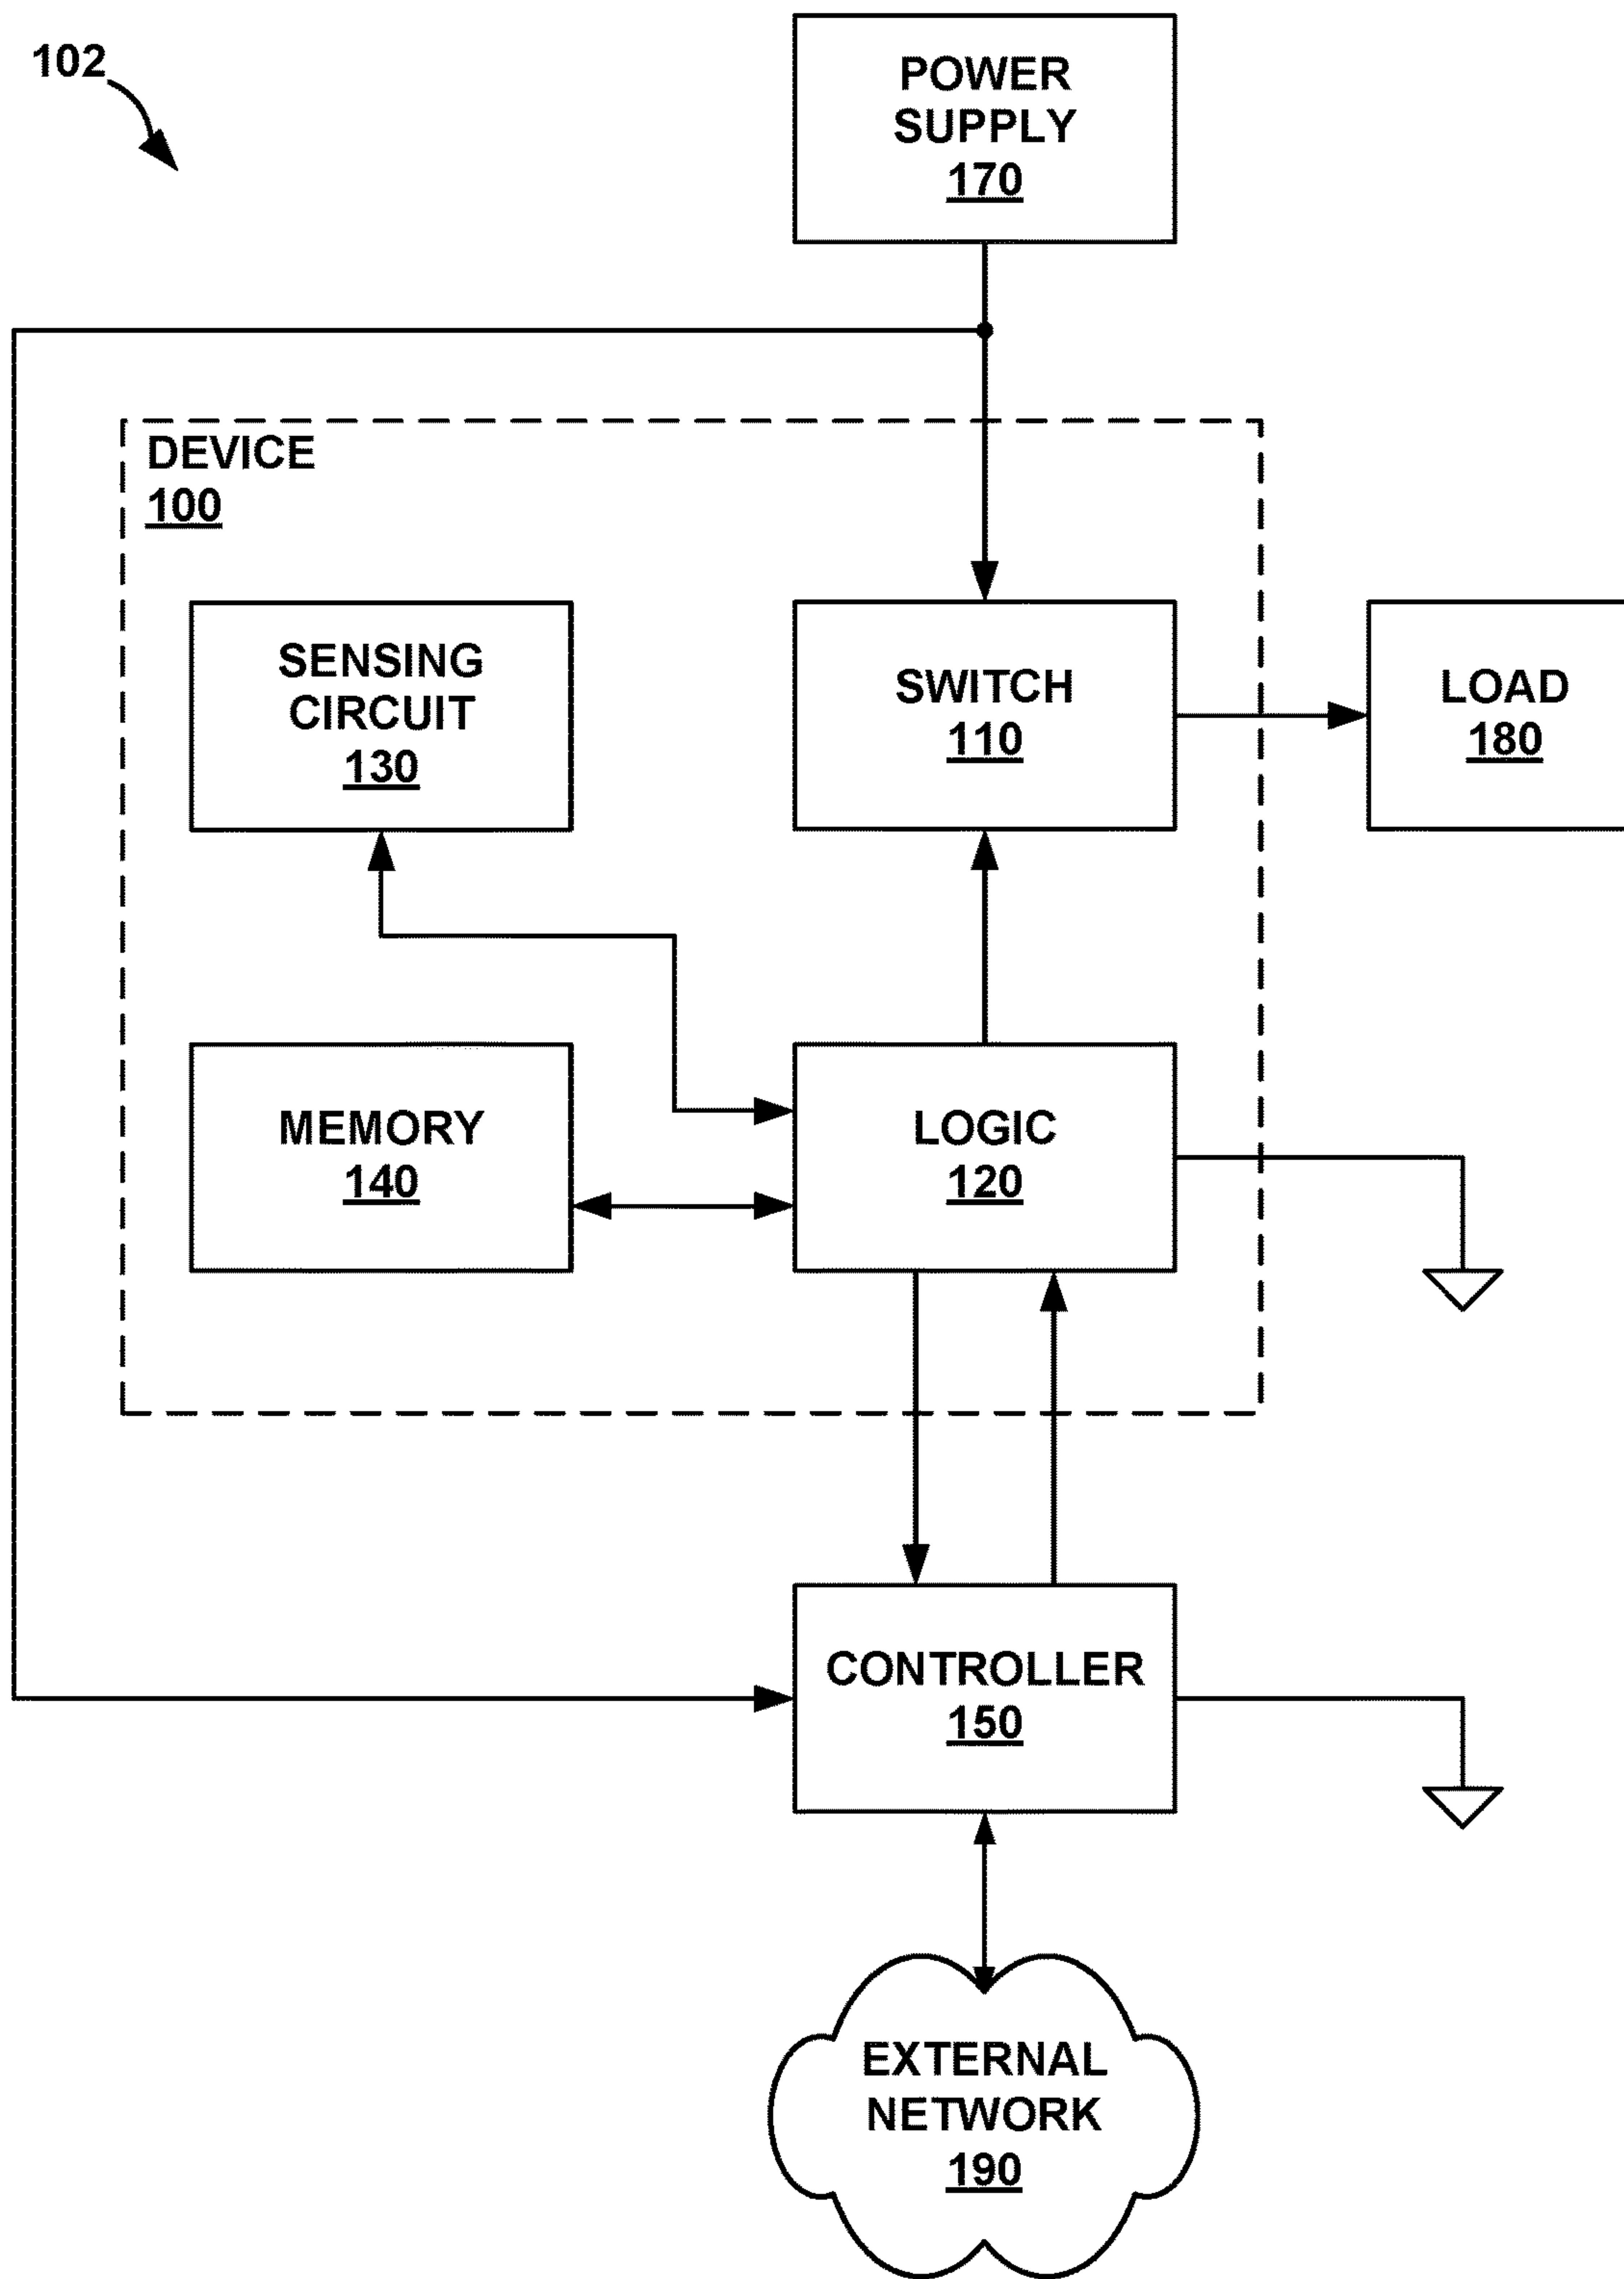 102
POWER
SUPPLY
170
DEVICE
100
SENSING
CIRCUIT
130
SWITCH
110
LOAD
180
MEMORY
140
LOGIC
120
CONTROLLER
150
EXTERNAL
NETWORK
190